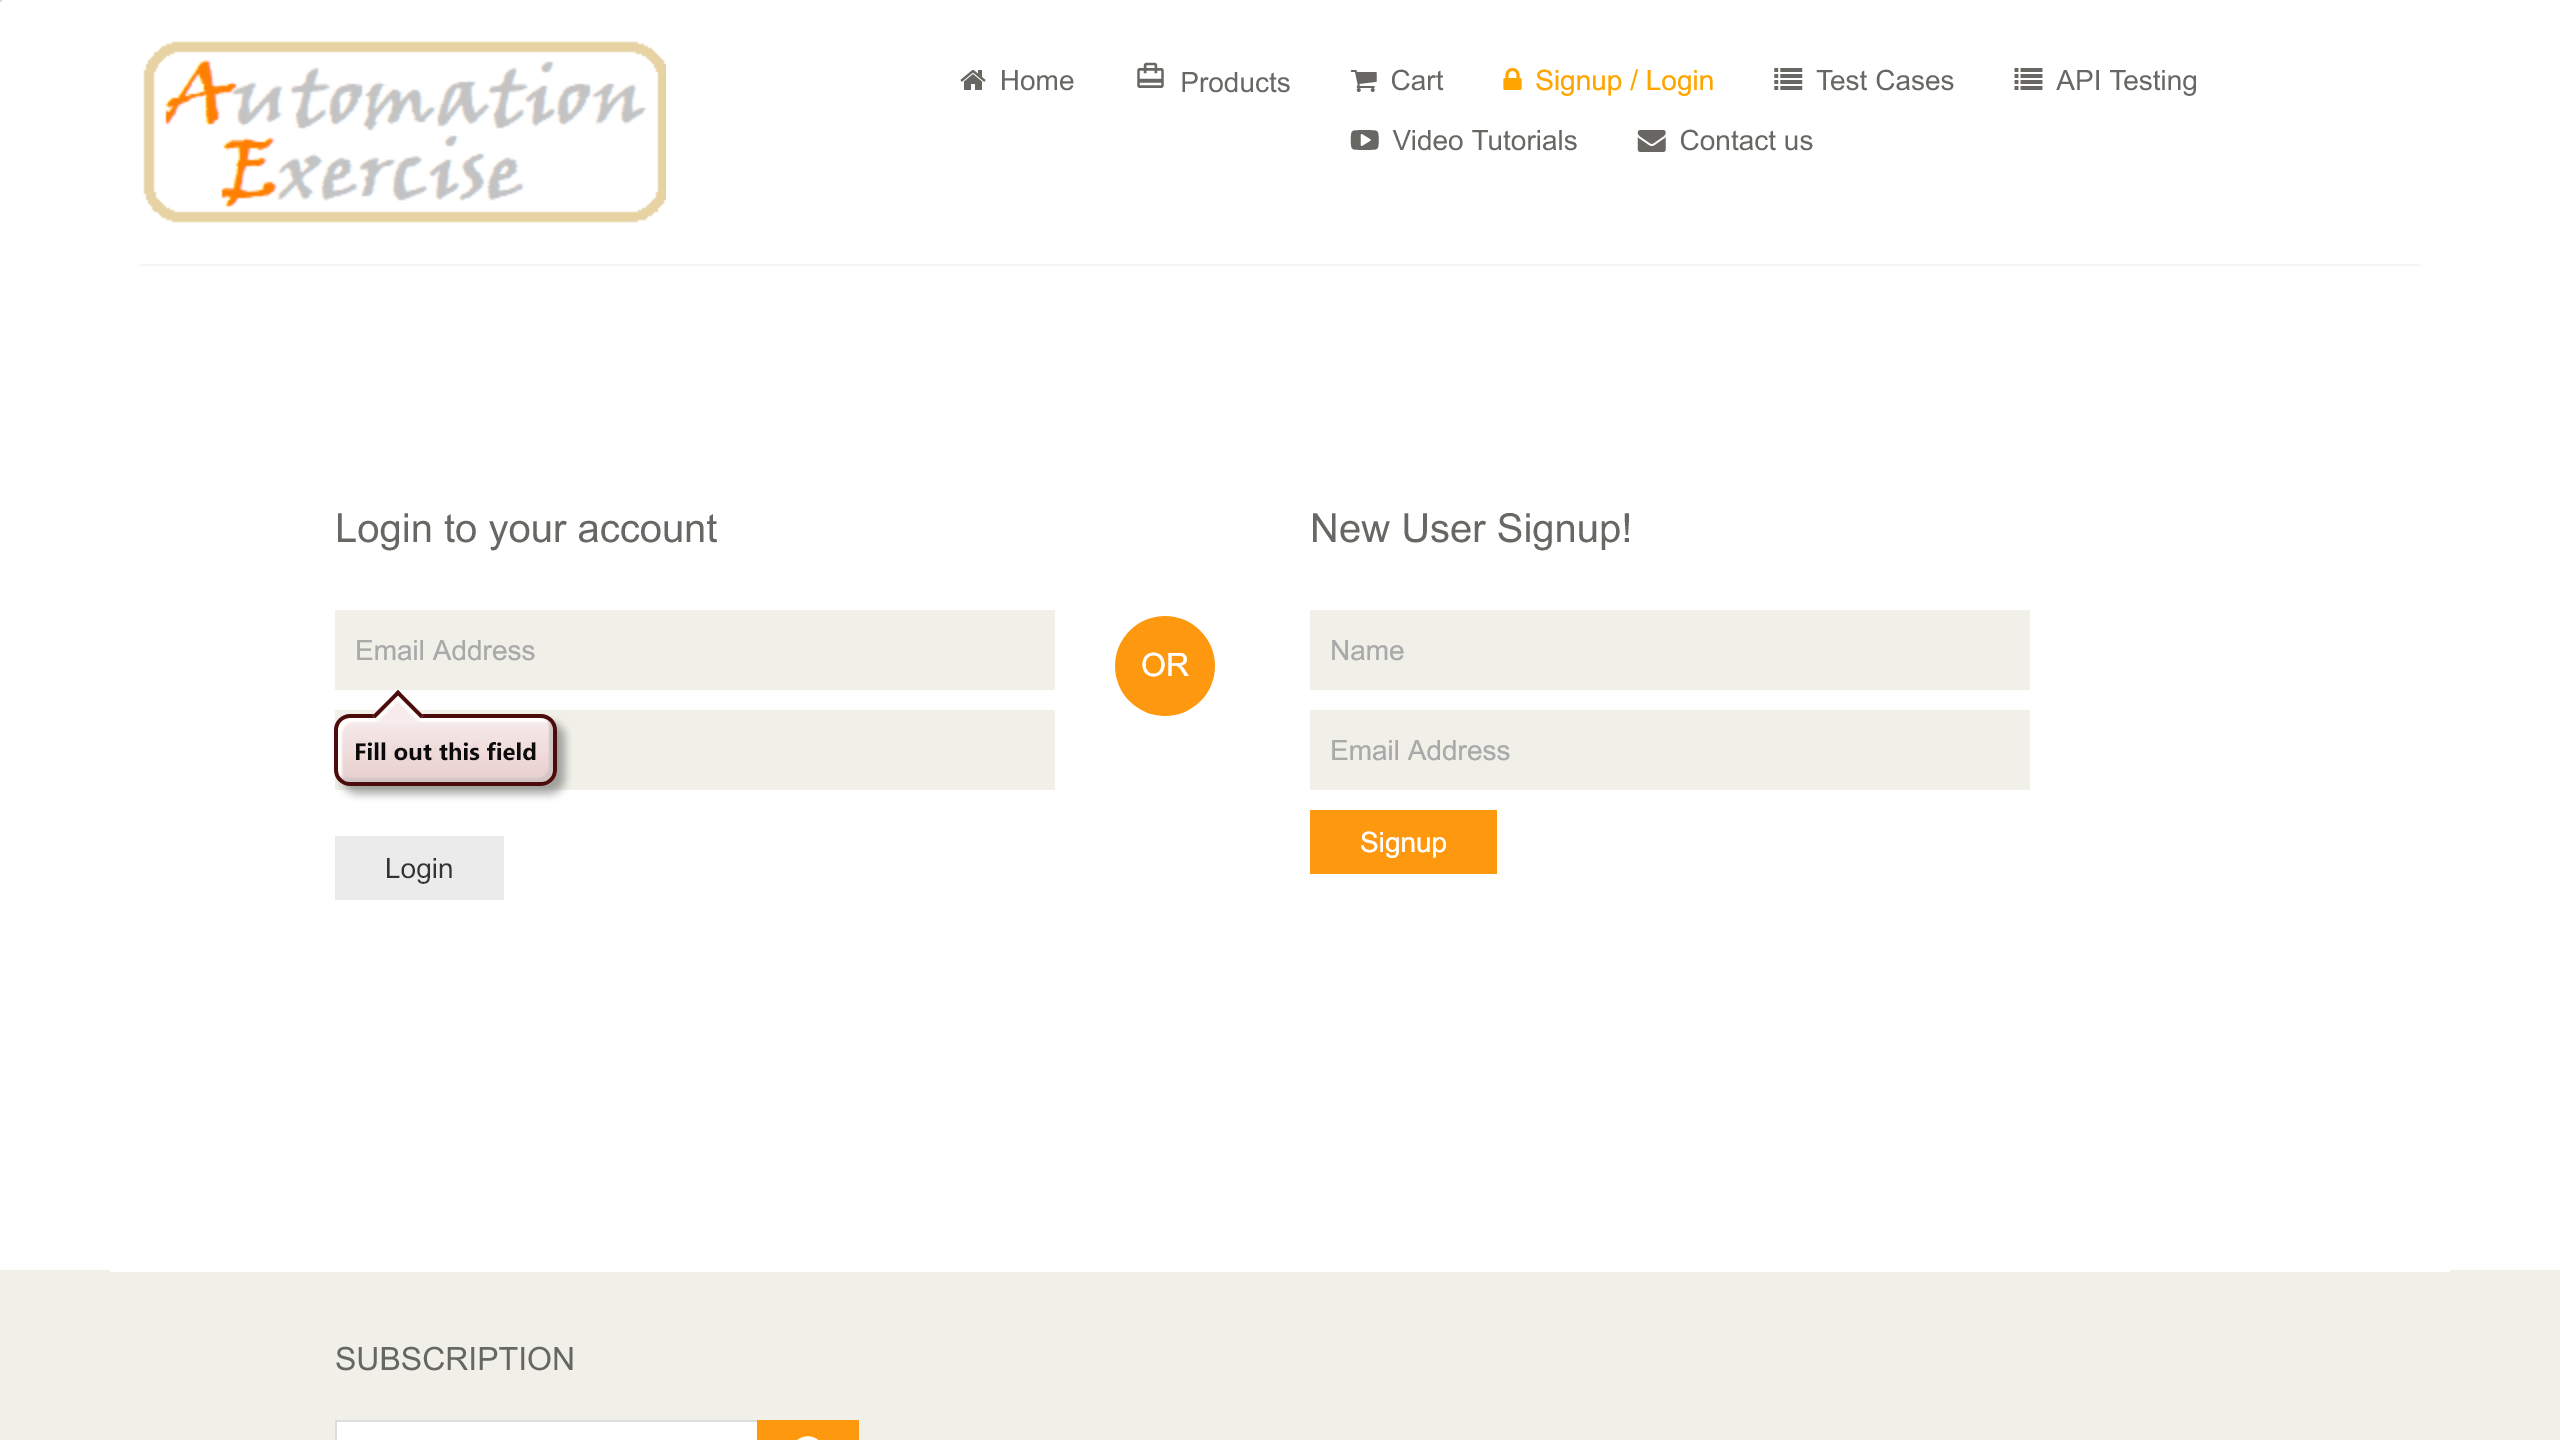 Automation
Exercise
Home
Products
Cart
Signup / Login
Test Cases
API Testing
Video Tutorials
Contact us
Login to your account
New User Signup!
Email Address
OR
Name
Fill out this field
Email Address
Login
Signup
SUBSCRIPTION